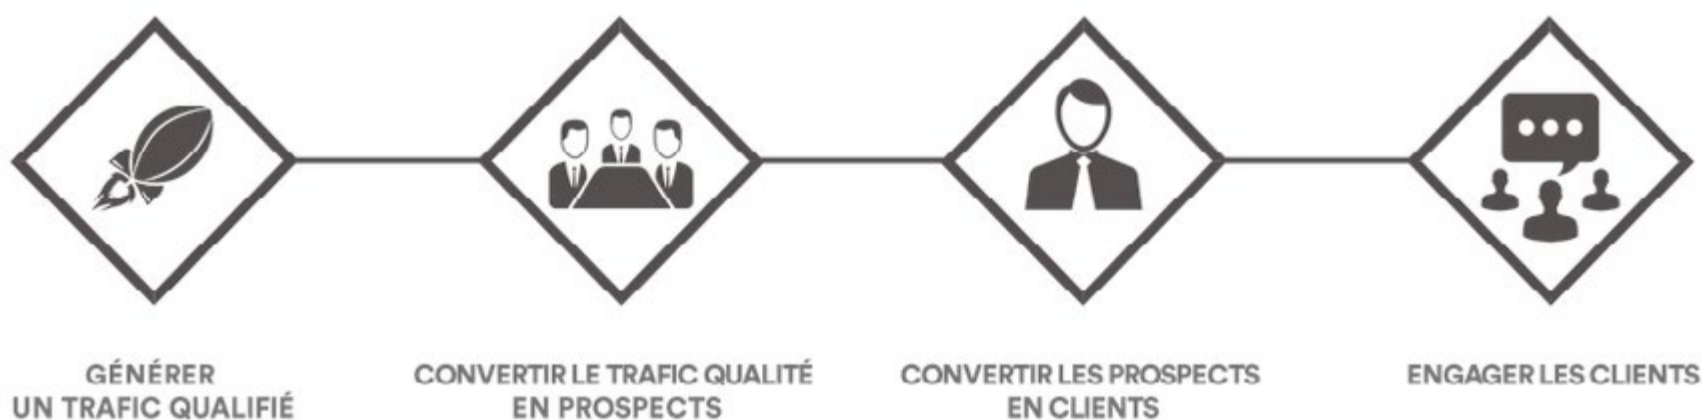 GÉNÉRER
UN TRAFIC QUALIFIÉ
CONVERTIR LE TRAFIC QUALITÉ
EN PROSPECTS
CONVERTIR LES PROSPECTS
EN CLIENTS
ENGAGER LES CLIENTS